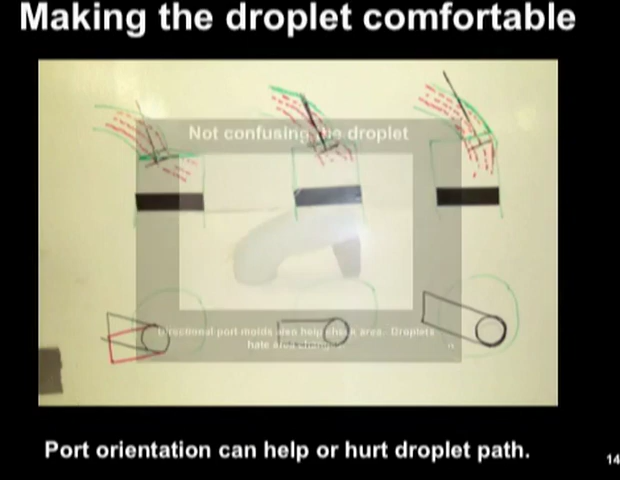 Making the droplet comfortable
Not confusing the droplet
Directional port molds also help check area. Droplets
hate area change
Port orientation can help or hurt droplet path.
14